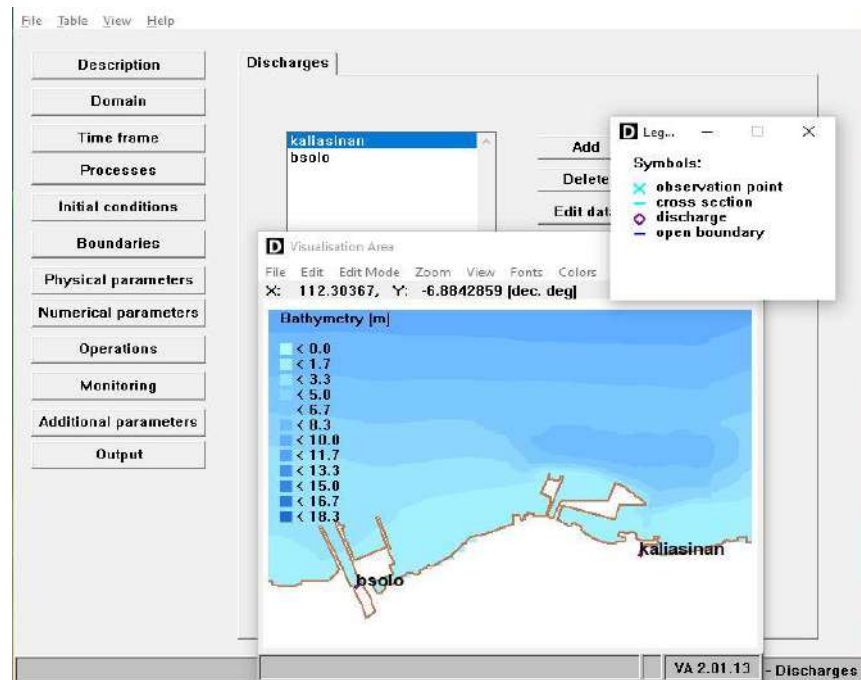 File Table View Help
Description
Domain
Time frame
Processes
Initial conditions
Boundaries
Physical parameters
Numerical parameters
Operations
Monitoring
Additional parameters
Output
Discharges
kaliasinan
bsolo
Add
Delete
Edit dat
D Leg...
Symbols:
observation point
cross section
discharge
open boundary
D Visualisation Area
File Edit Edit Mode Zoom View Fonts Colors
X: 112.30367, Y: -6.8842859 [dec. deg]
Bathymetry [m]
< 0.0
< 1.7
< 3.3
< 5.0
< 6.7
< 8.3
< 10.0
< 11.7
< 13.3
< 15.0
< 16.7
< 18.3
kaliasinan
bsolo
VA 2.01.13
- Discharges